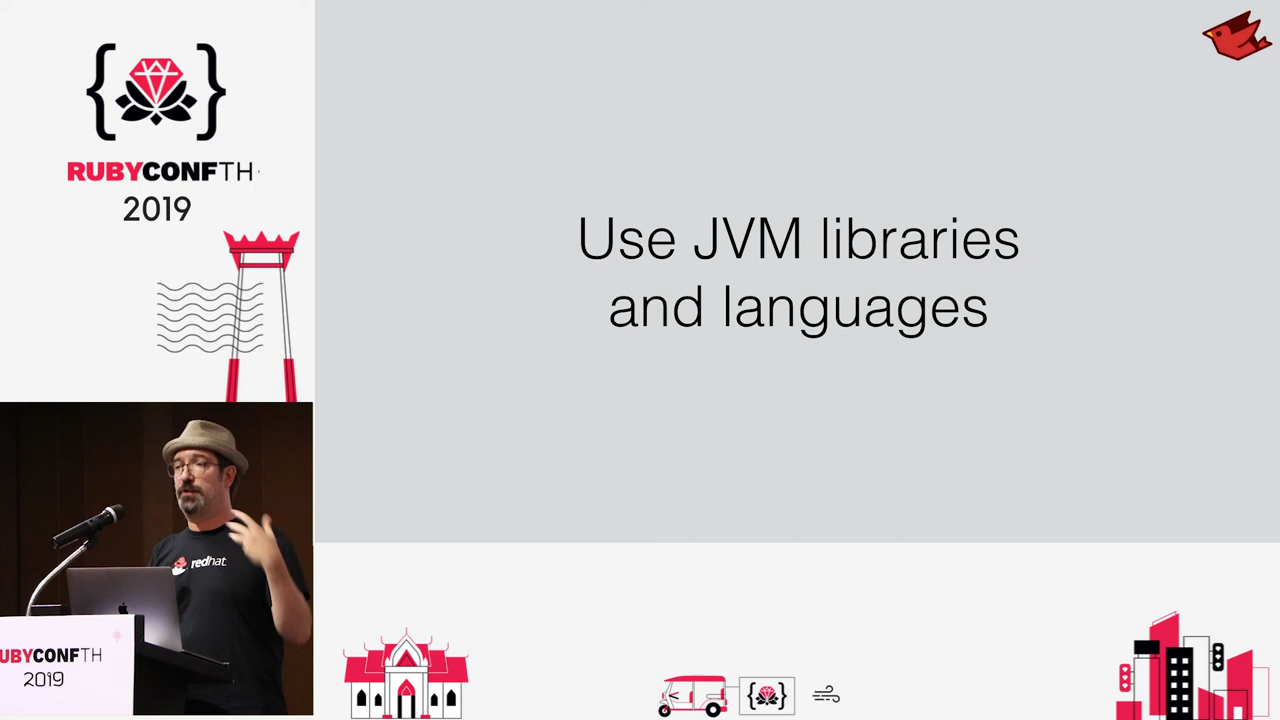 RUBYCONFTH
2019
Use JVM libraries
and languages
redhat
UBYCONFTH
2019